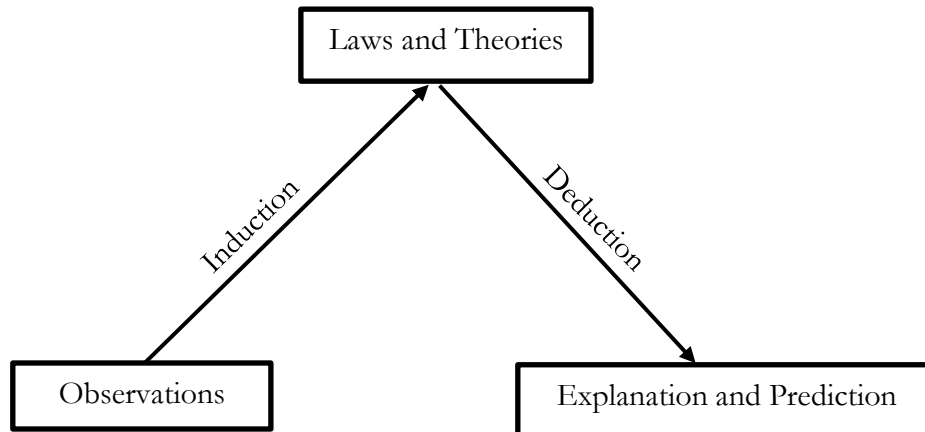 Laws and Theories
Induction
Deduction
Observations
Explanation and Prediction